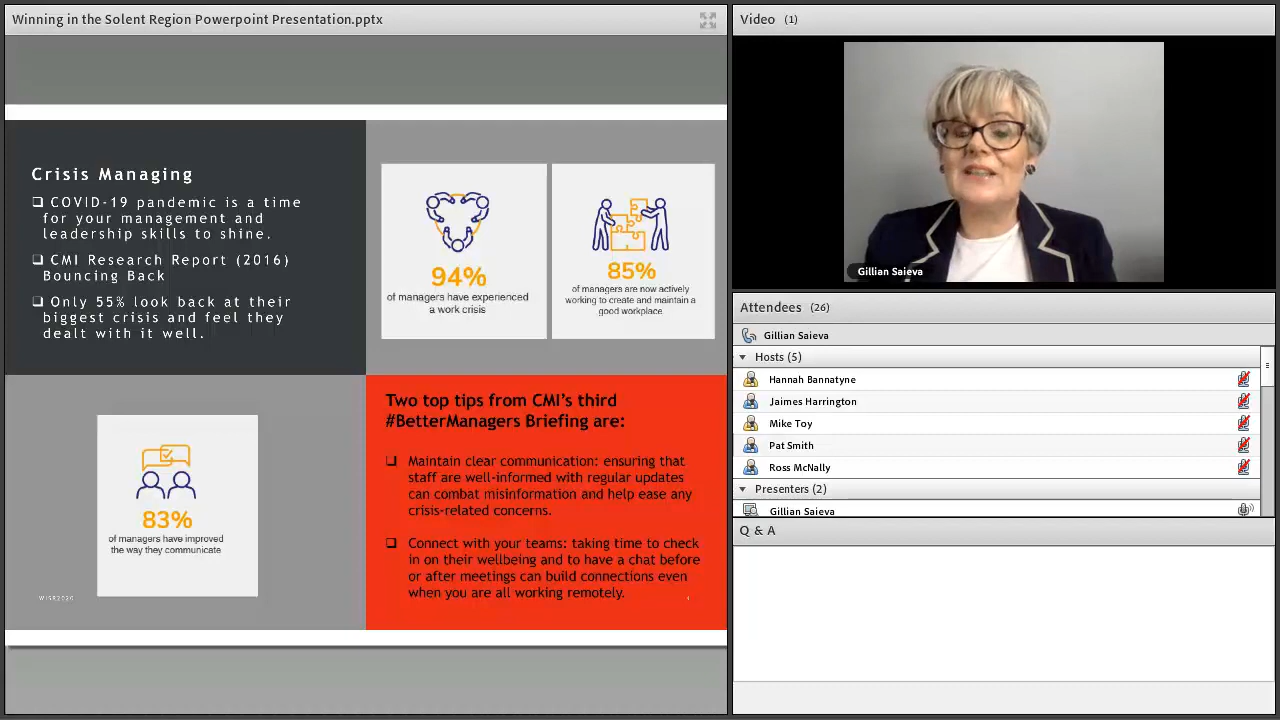 Winning in the Solent Region Powerpoint Presentation.pptx
Crisis Managing
❑ COVID-19 pandemic is a time
for your management and
leadership skills to shine.
❑ CMI Research Report (2016)
Bouncing Back
❑ Only 55% look back at their
biggest crisis and feel they
dealt with it well.
94%
of managers have experienced
a work crisis
85%
of managers are now actively
working to create and maintain a
good workplace
83%
of managers have improved
the way they communicate
WISR2020
Two top tips from CMI's third
#BetterManagers Briefing are:
❑ Maintain clear communication: ensuring that
staff are well-informed with regular updates
can combat misinformation and help ease any
crisis-related concerns.
❑ Connect with your teams: taking time to check
in on their wellbeing and to have a chat before
or after meetings can build connections even
when you are all working remotely.
Video (1)
Gillian Saieva
Attendees (26)
Gillian Saieva
Hosts (5)
Hannah Bannatyne
Jaimes Harrington
Mike Toy
Pat Smith
Ross McNally
Presenters (2)
Gillian Saieva
Q & A